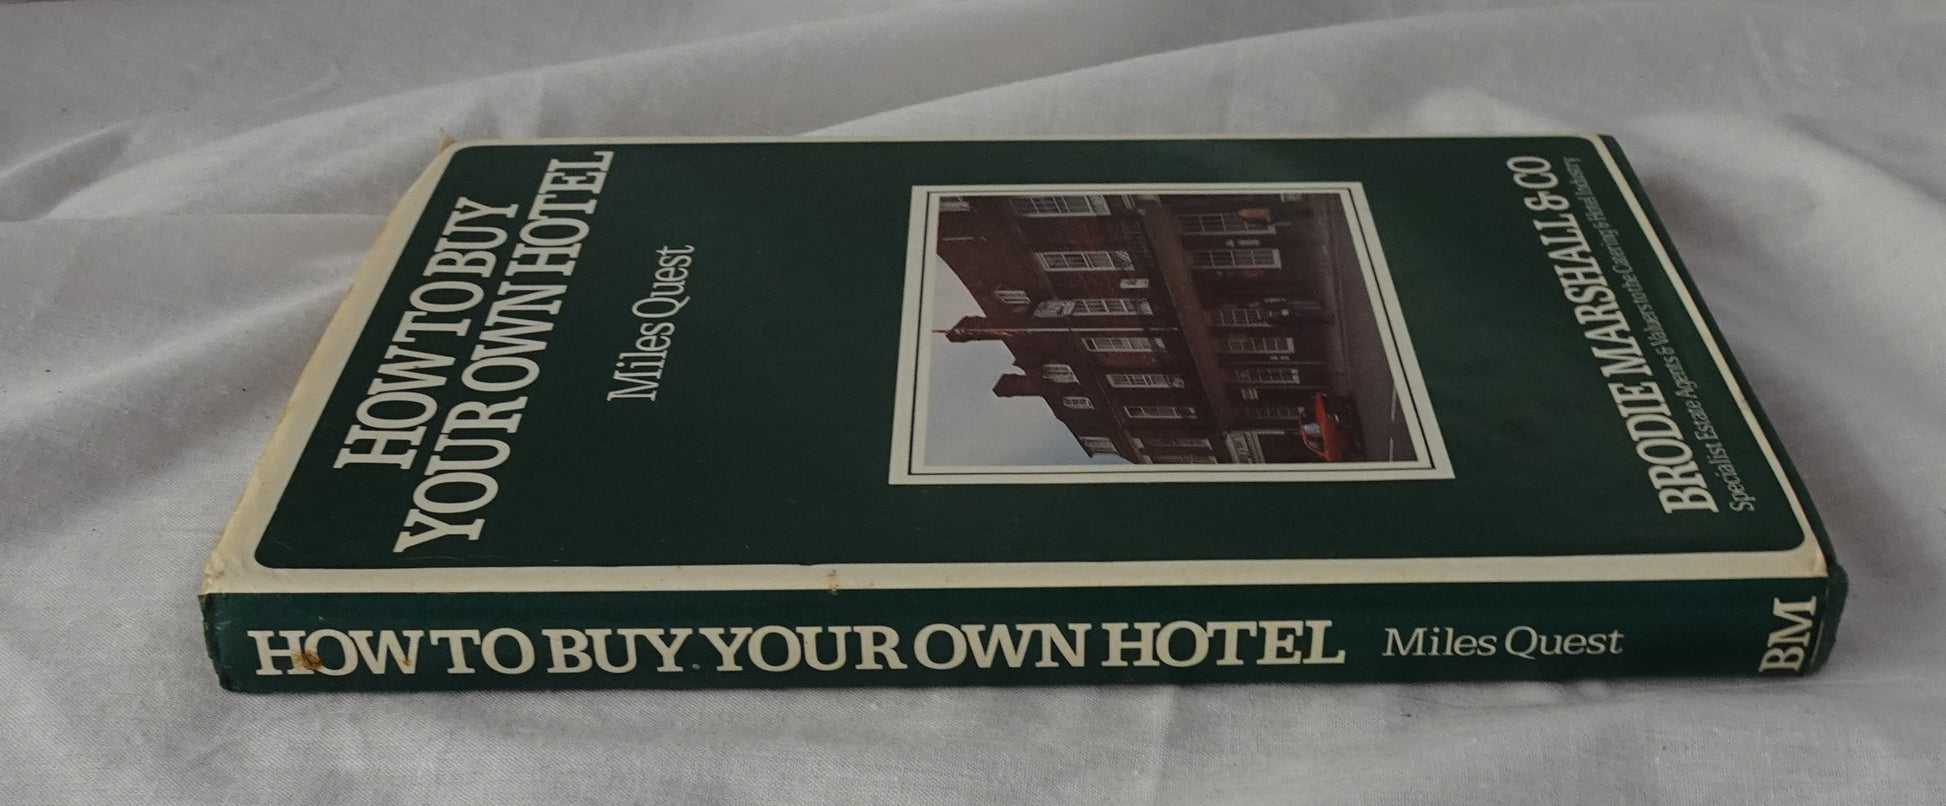 HOW TO BUY
YOUR OWN HOTEL
Miles Quest
BRODIE MARSHALL & CO
Specialist Estate Agents & Valuers to the Catering & Hotel Industry
HOW TO BUY YOUR OWN HOTEL Miles Quest BM